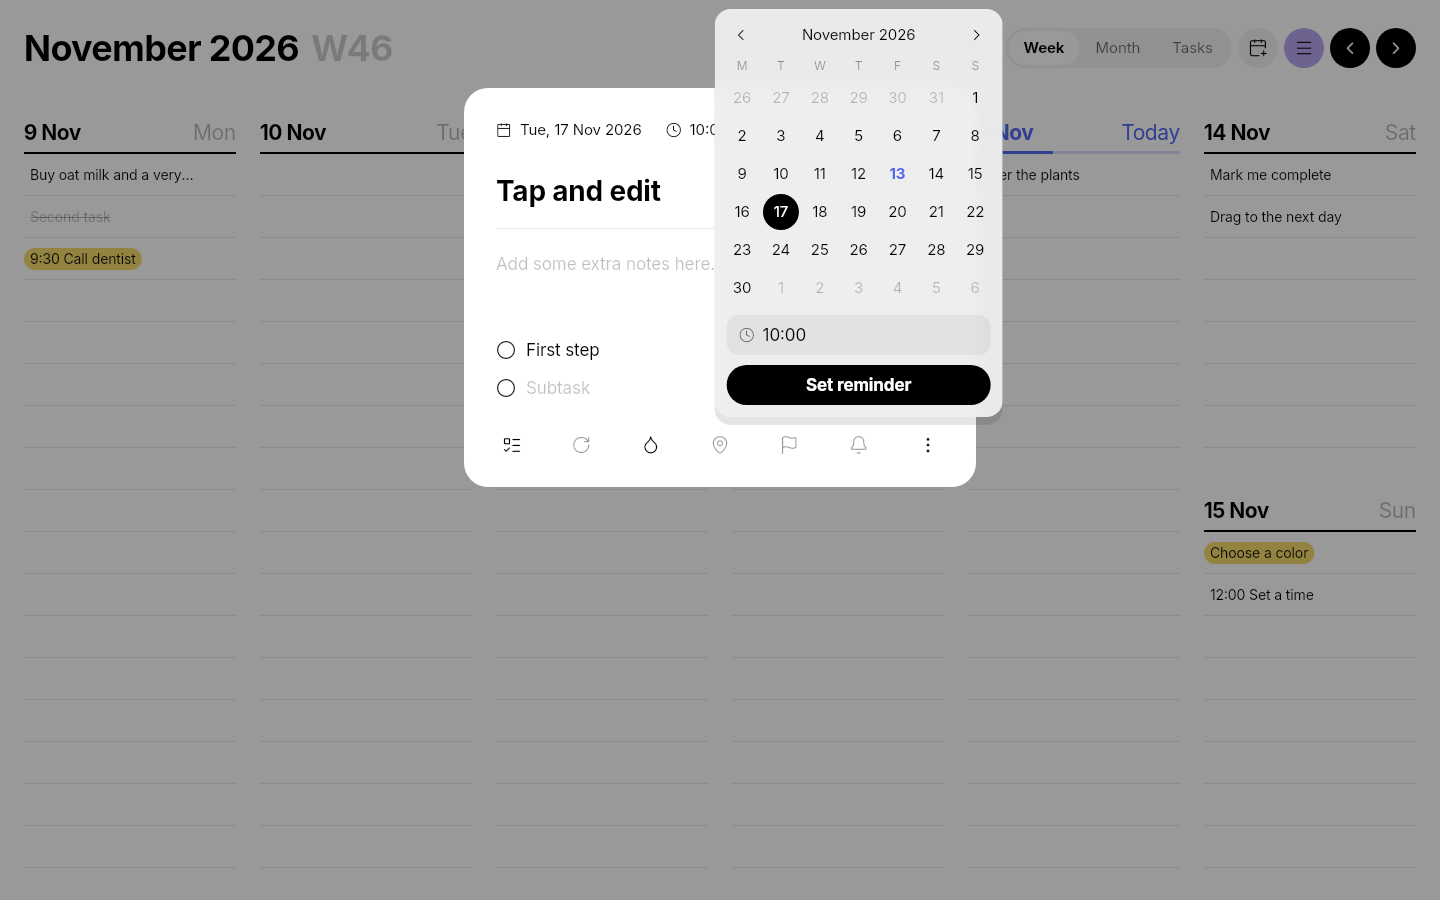 November 2026 W46
Week Month Tasks
9 Nov Mon
Buy oat milk and a very...
Second task
9:30 Call dentist
10 Nov
Nov Today
the plants
14 Nov Sat
Mark me complete
Drag to the next day
15 Nov Sun
Choose a color
12:00 Set a time
Tue, 17 Nov 2026
Tap and edit
Add some extra notes here.
First step
Subtask
November 2026
M T W T F S S
26 27 28 29 30 31 1
2 3 4 5 6 7 8
9 10 11 12 13 14 15
16 17 18 19 20 21 22
23 24 25 26 27 28 29
30 1 2 3 4 5 6
10:00
Set reminder